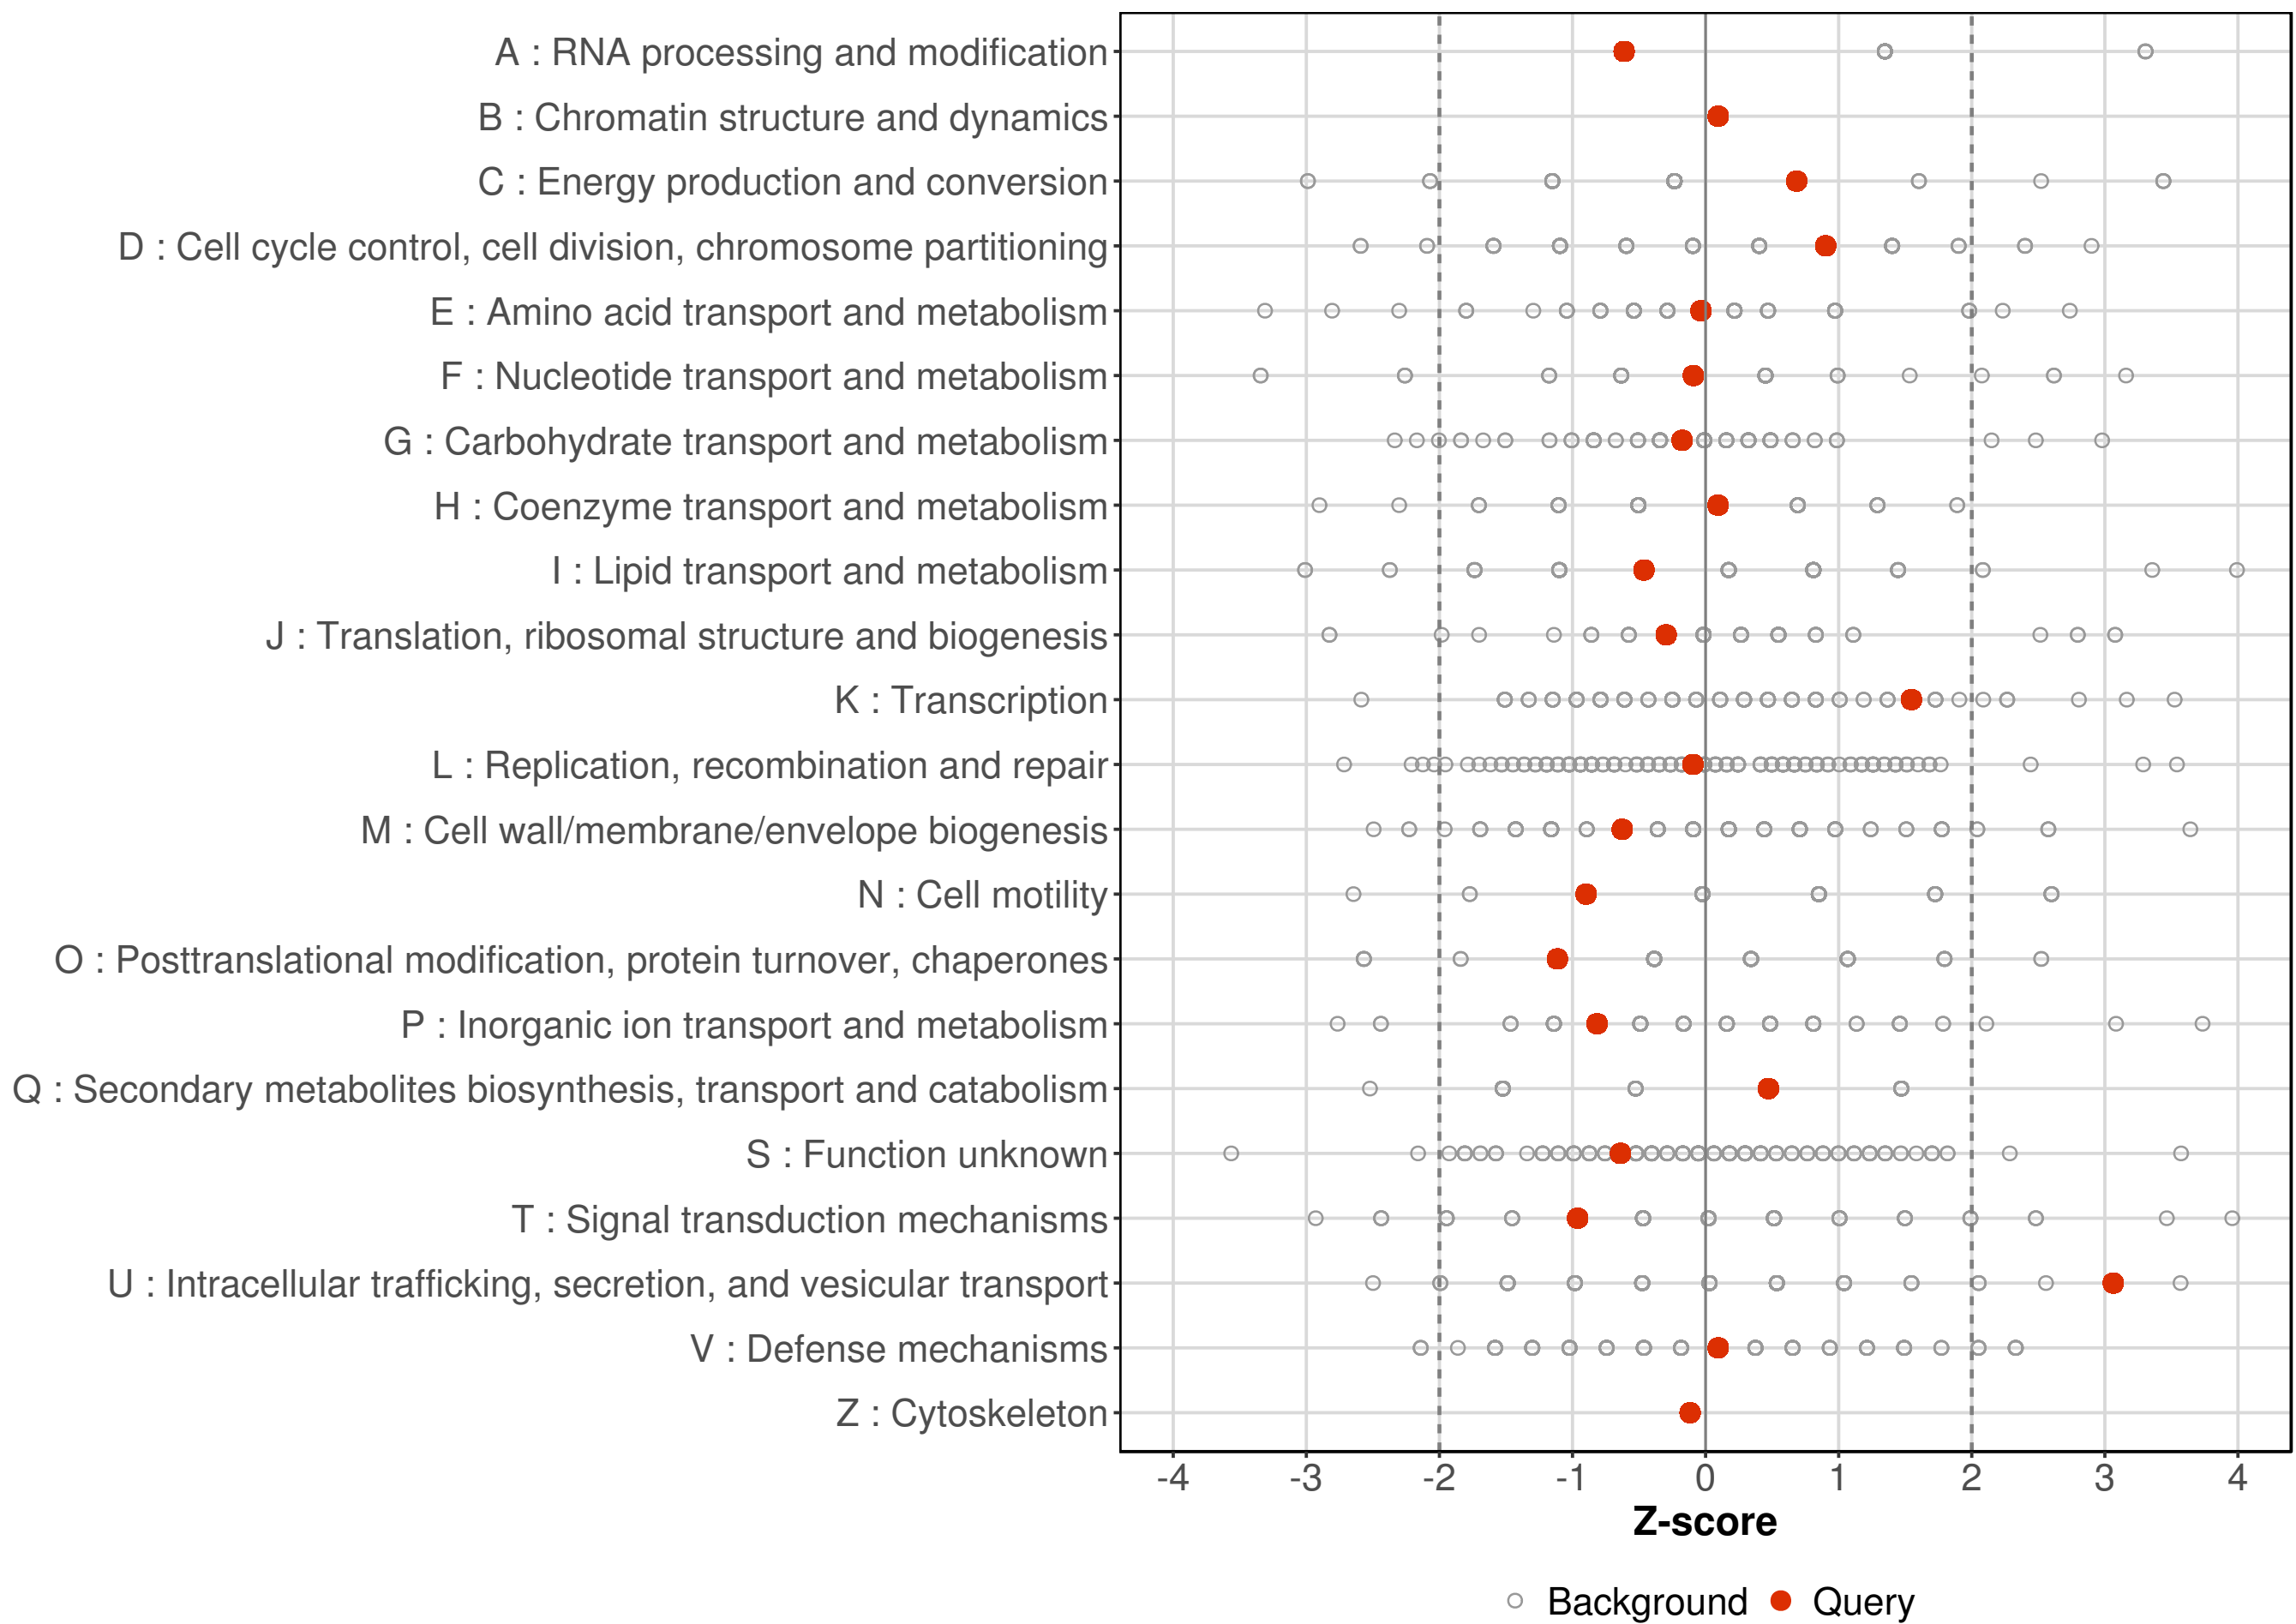 A : RNA processing and modification
B : Chromatin structure and dynamics
C : Energy production and conversion
D : Cell cycle control, cell division, chromosome partitioning
E : Amino acid transport and metabolism
F : Nucleotide transport and metabolism
G : Carbohydrate transport and metabolism
H : Coenzyme transport and metabolism
I : Lipid transport and metabolism
J : Translation, ribosomal structure and biogenesis
K : Transcription
L : Replication, recombination and repair
M : Cell wall/membrane/envelope biogenesis
N : Cell motility
O : Posttranslational modification, protein turnover, chaperones
P : Inorganic ion transport and metabolism
Q : Secondary metabolites biosynthesis, transport and catabolism
S : Function unknown
T : Signal transduction mechanisms
U : Intracellular trafficking, secretion, and vesicular transport
V : Defense mechanisms
Z : Cytoskeleton
-4 -3 -2 -1 0 1 2 3 4
Z-score
Background Query